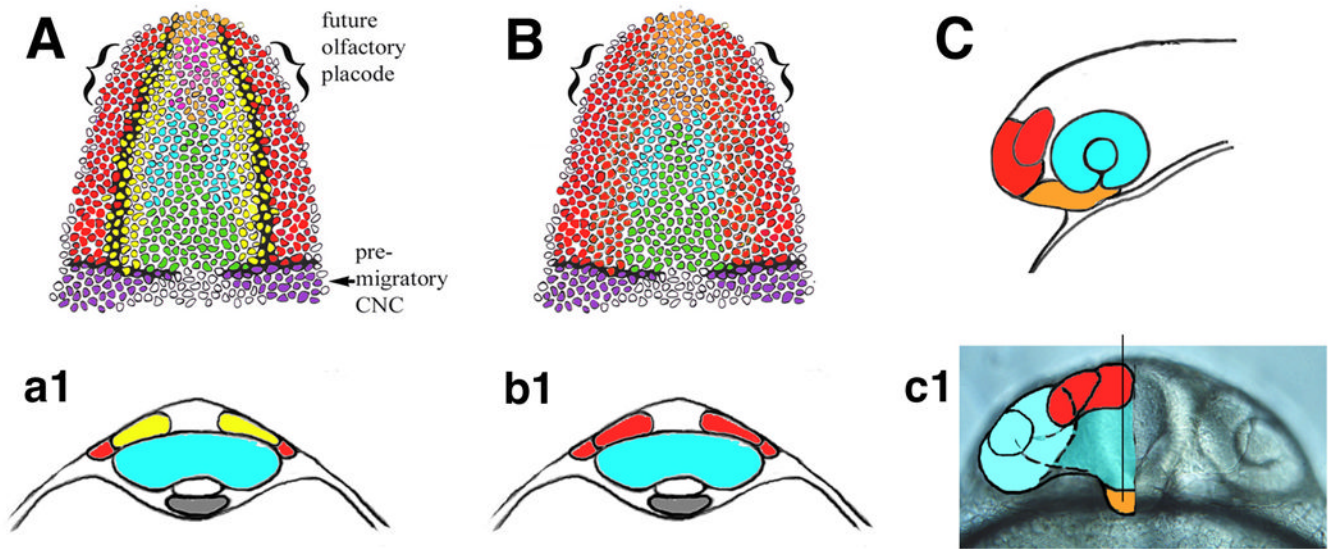 A
future
olfactory
placode
pre-
migratory
CNC
B
C
a1
b1
c1